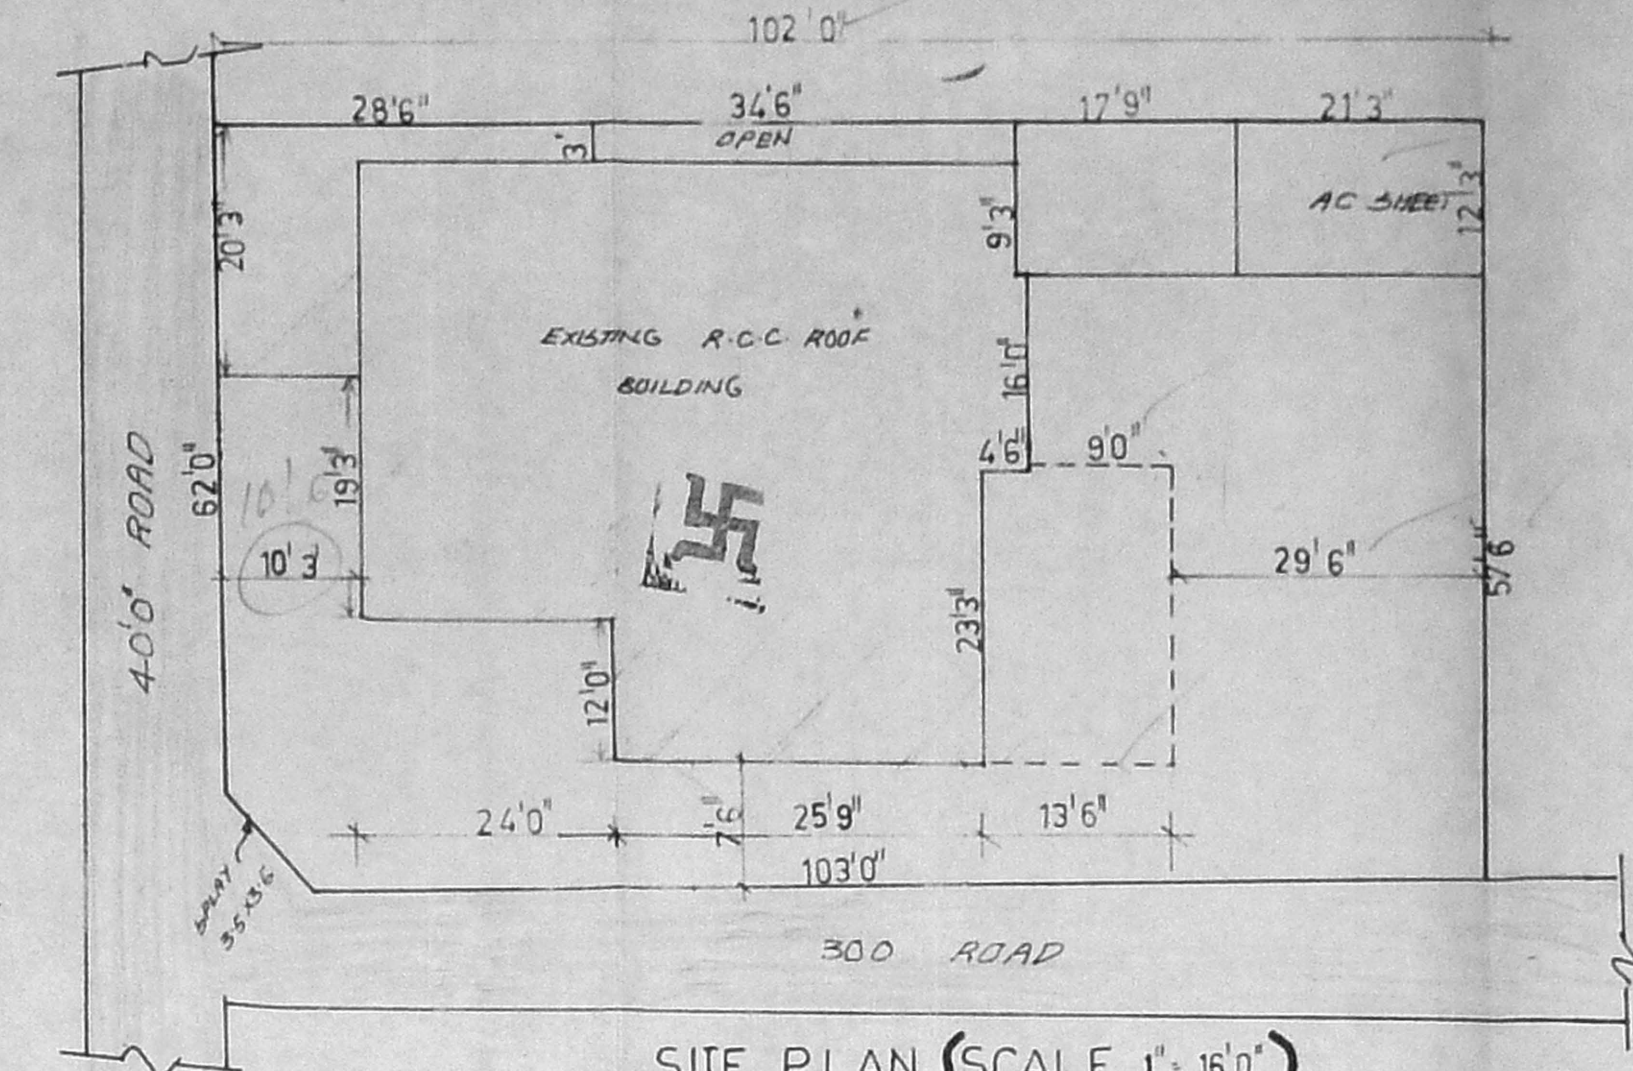 102'0"
28'6"
34'6"
17'9"
21'3"
3'
OPEN
20'3"
9'3"
AC SHEET
12'3"
EXISTING R.C.C. ROOF
BUILDING
16'0"
40'0" ROAD
62'0"
10'6
19'3"
4'6"
9'0"
10'3
29'6"
57'6"
23'3"
12'0"
24'0"
7'6"
25'9"
13'6"
103'0"
SPLAY
3.5X3.6
300 ROAD
SITE PLAN (SCALE 1"= 16'0")